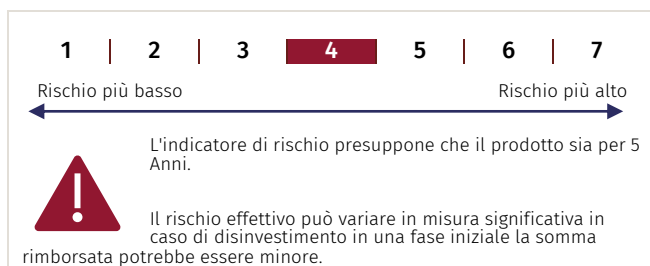 1 | 2 | 3 | 4 | 5 | 6 | 7
Rischio più basso Rischio più alto
L'indicatore di rischio presuppone che il prodotto sia per 5
Anni.
Il rischio effettivo può variare in misura significativa in
caso di disinvestimento in una fase iniziale la somma
rimborsata potrebbe essere minore.